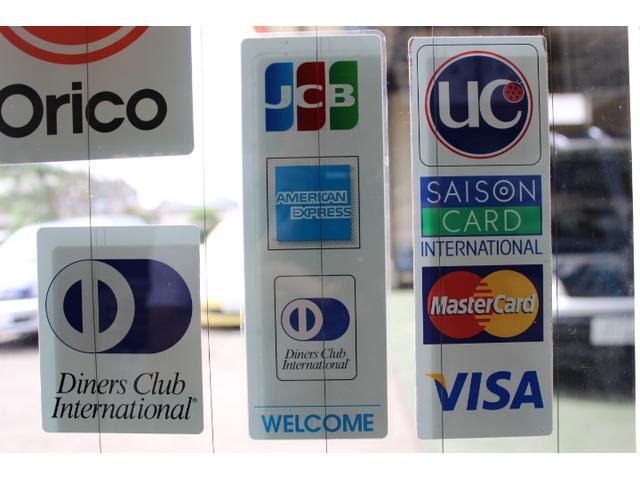 Orico
Diners Club
International®
JCB
AMERICAN
EXPRESS
Diners Club
International®
WELCOME
UC
SAISON
CARD
INTERNATIONAL
MasterCard
VISA